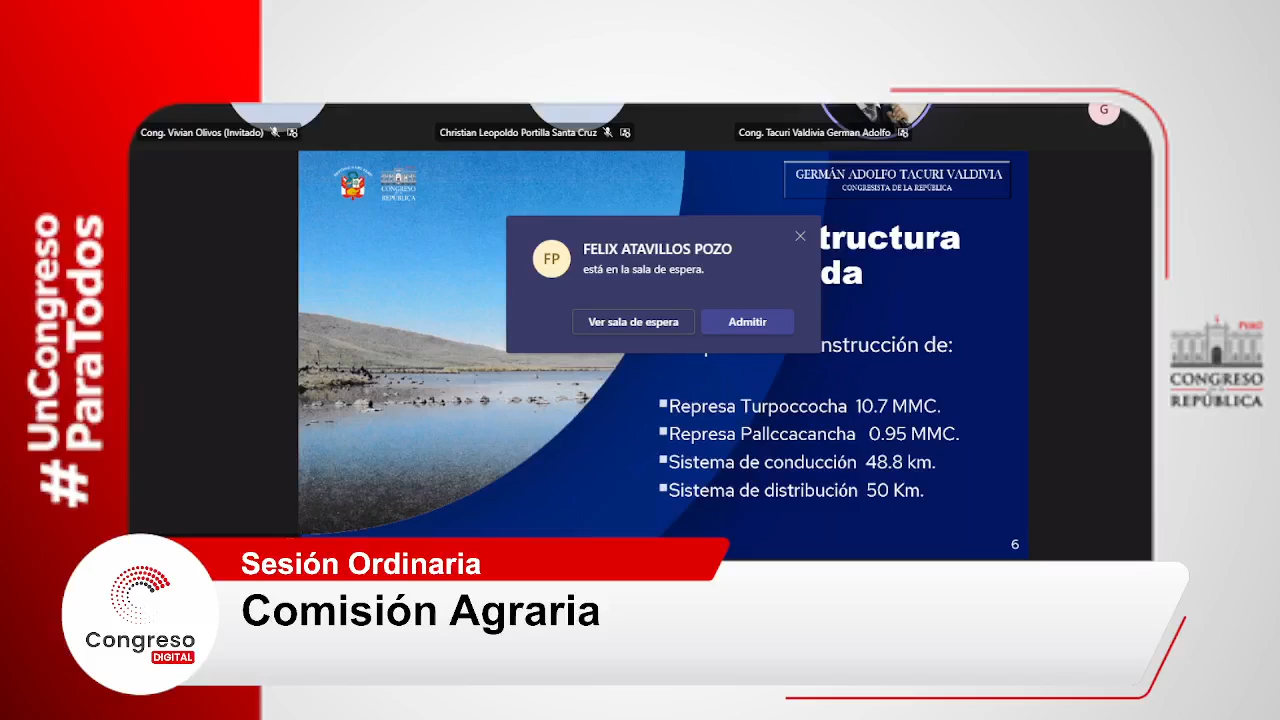 #UnCongreso
ParaTodos
Cong. Vivian Olivos (Invitado)
Christian Leopoldo Portilla Santa Cruz
Cong. Tacuri Valdivia German Adolfo
G
CONGRESO
REPÚBLICA
GERMÁN ADOLFO TACURI VALDIVIA
CONGRESISTA DE LA REPÚBLICA
tructura
da
FP
FELIX ATAVILLOS POZO
está en la sala de espera.
Ver sala de espera
Admitir
nstrucción de:
Represa Turpoccocha 10.7 MMC.
Represa Pallccacancha 0.95 MMC.
Sistema de conducción 48.8 km.
Sistema de distribución 50 Km.
6
PERÚ
CONGRESO
REPÚBLICA
Sesión Ordinaria
Comisión Agraria
Congreso
DIGITAL